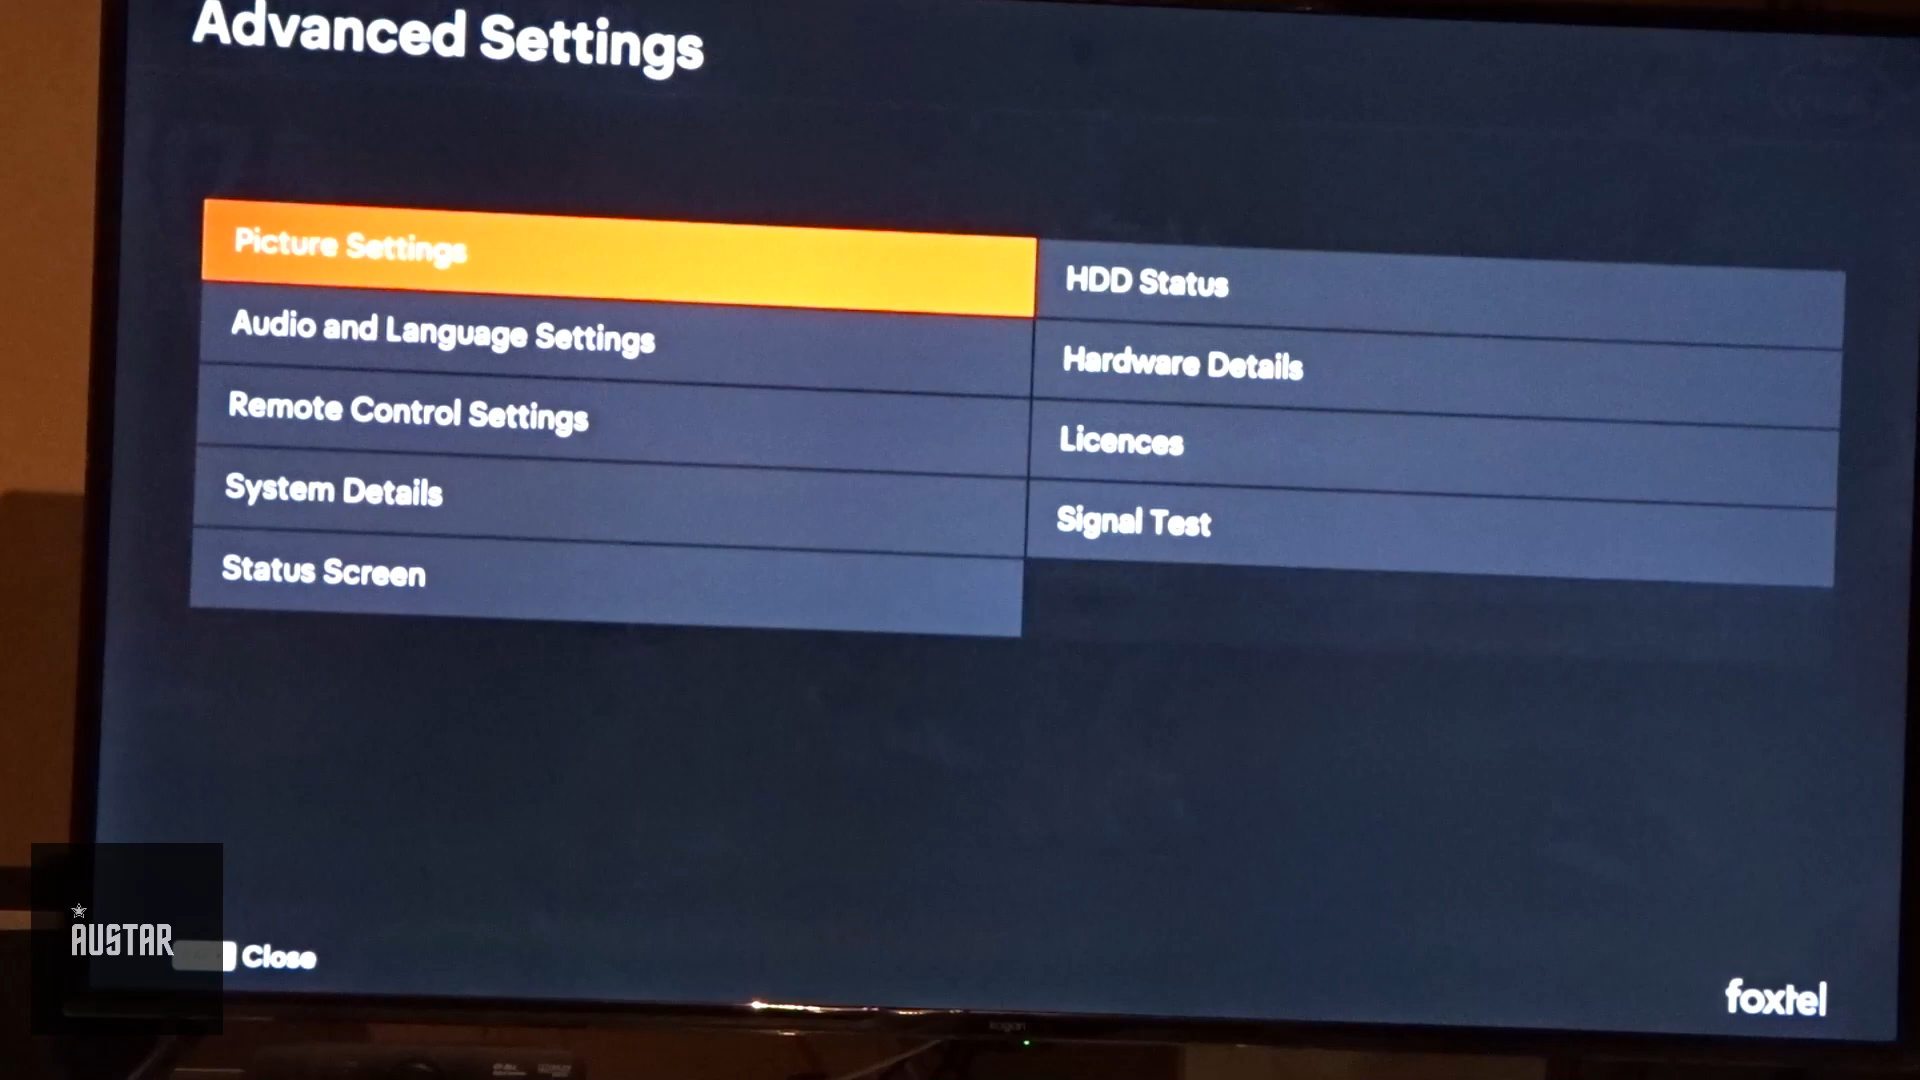 Advanced Settings
Picture Settings
Audio and Language Settings
Remote Control Settings
System Details
Status Screen
HDD Status
Hardware Details
Licences
Signal Test
AUSTAR
Close
foxtel
kogan